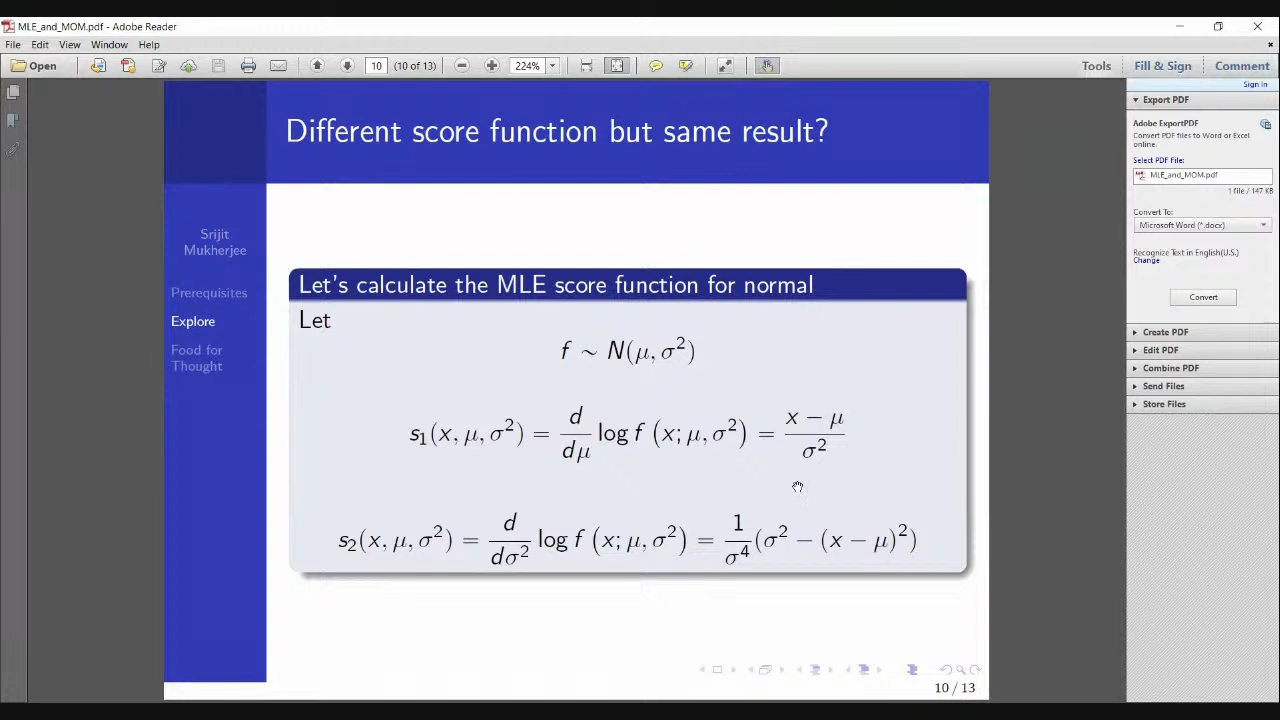 MLE_and_MOM.pdf - Adobe Reader
File Edit View Window Help
Open 10 (10 of 13) 224% Tools Fill & Sign Comment
Sign In
Different score function but same result?
Srijit
Mukherjee
Prerequisites
Explore
Food for
Thought
Let's calculate the MLE score function for normal
Let
f ∼ N(μ, σ²)
s₁(x, μ, σ²) = d/dμ log f (x; μ, σ²) = (x − μ)/σ²
s₂(x, μ, σ²) = d/dσ² log f (x; μ, σ²) = 1/σ⁴ (σ² − (x − μ)²)
10 / 13
Export PDF
Adobe ExportPDF
Convert PDF files to Word or Excel
online.
Select PDF File:
MLE_and_MOM.pdf
1 file / 147 KB
Convert To:
Microsoft Word (*.docx)
Recognize Text in English(U.S.)
Change
Convert
Create PDF
Edit PDF
Combine PDF
Send Files
Store Files